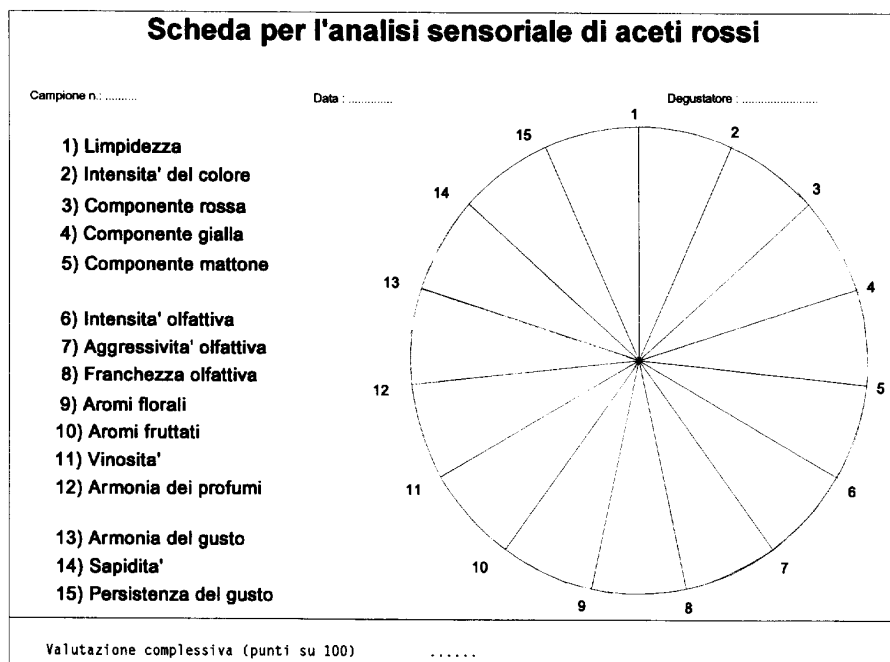 Scheda per l'analisi sensoriale di aceti rossi
Campione n.: ..........
Data : ..............
Degustatore : ........................
1) Limpidezza
2) Intensita' del colore
3) Componente rossa
4) Componente gialla
5) Componente mattone
6) Intensita' olfattiva
7) Aggressivita' olfattiva
8) Franchezza olfattiva
9) Aromi florali
10) Aromi fruttati
11) Vinosita'
12) Armonia dei profumi
13) Armonia del gusto
14) Sapidita'
15) Persistenza del gusto
1
2
3
4
5
6
7
8
9
10
11
12
13
14
15
Valutazione complessiva (punti su 100) ......